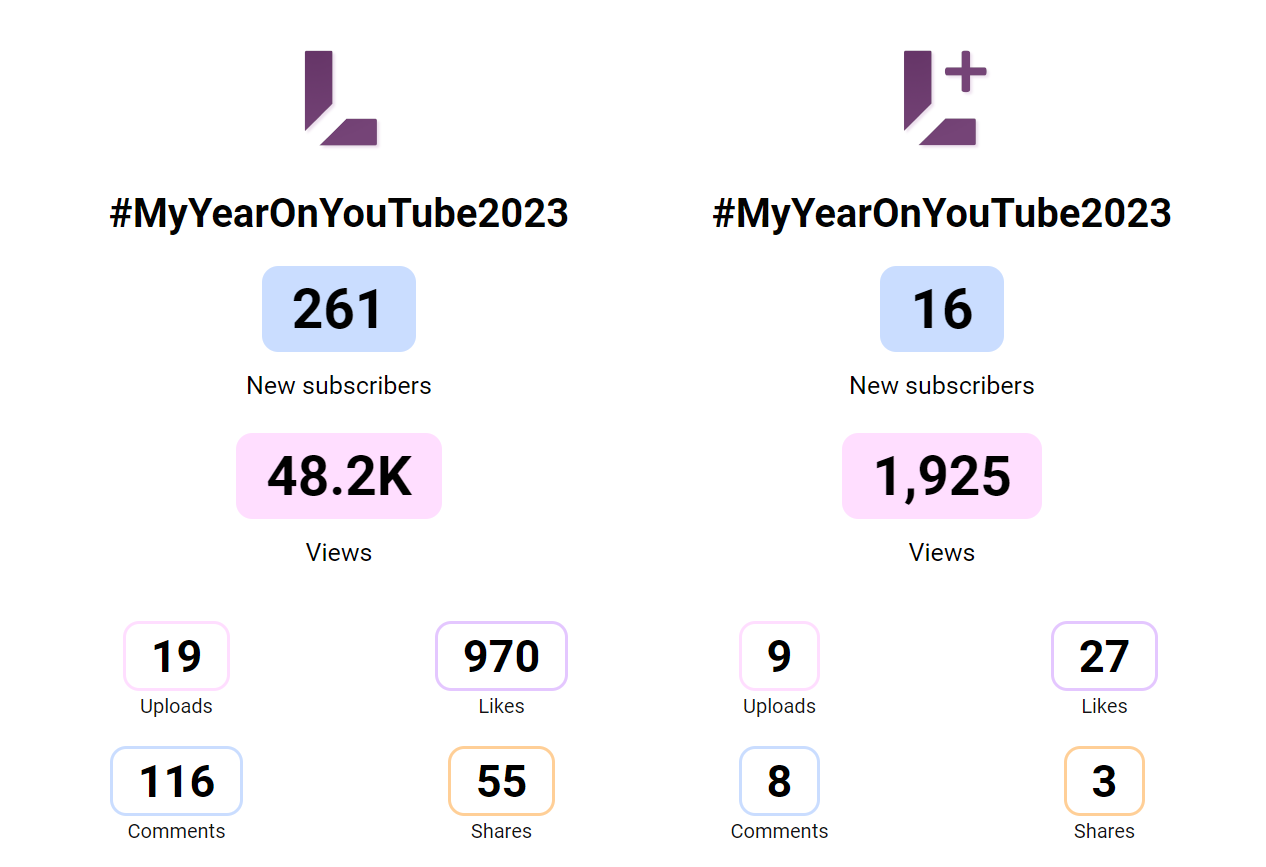 #MyYearOnYouTube2023
261
New subscribers
48.2K
Views
19
Uploads
970
Likes
116
Comments
55
Shares
#MyYearOnYouTube2023
16
New subscribers
1,925
Views
9
Uploads
27
Likes
8
Comments
3
Shares